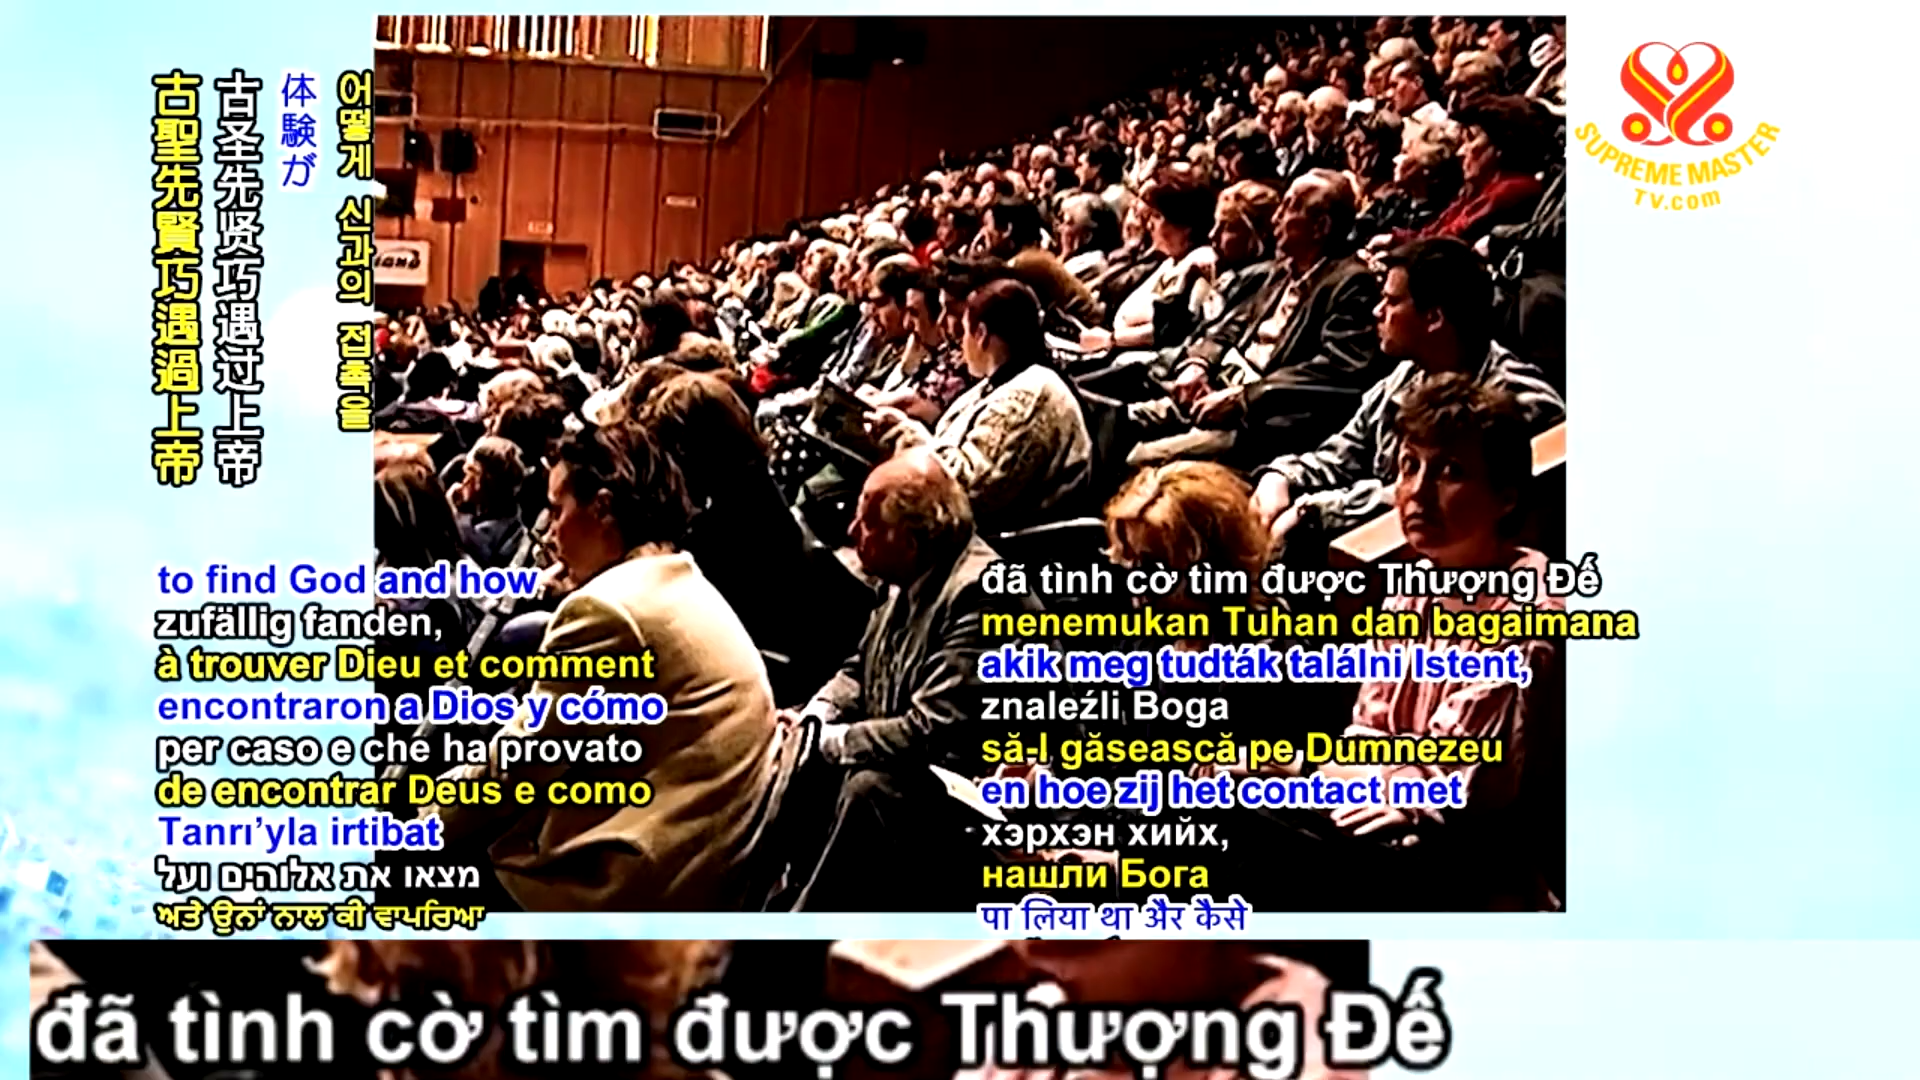 古聖先賢巧遇過上帝
古圣先贤巧遇过上帝
体験が
어떻게 신과의 접촉을
SUPREME MASTER
TV.com
to find God and how
zufällig fanden,
à trouver Dieu et comment
encontraron a Dios y cómo
per caso e che ha provato
de encontrar Deus e como
Tanrı’yla irtibat
מצאו את אלוהים ועל
ਅਤੇ ਉਨਾਂ ਨਾਲ ਕੀ ਵਾਪਰਿਆ
đã tình cờ tìm được Thượng Đế
menemukan Tuhan dan bagaimana
akik meg tudták találni Istent,
znaleźli Boga
să-l găsească pe Dumnezeu
en hoe zij het contact met
хэрхэн хийх,
нашли Бога
पा लिया था और कैसे
đã tình cờ tìm được Thượng Đế